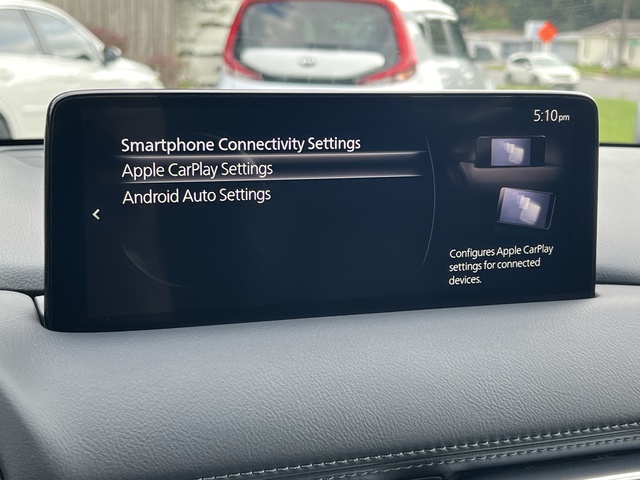 5:10pm
Smartphone Connectivity Settings
Apple CarPlay Settings
Android Auto Settings
Configures Apple CarPlay
settings for connected
devices.